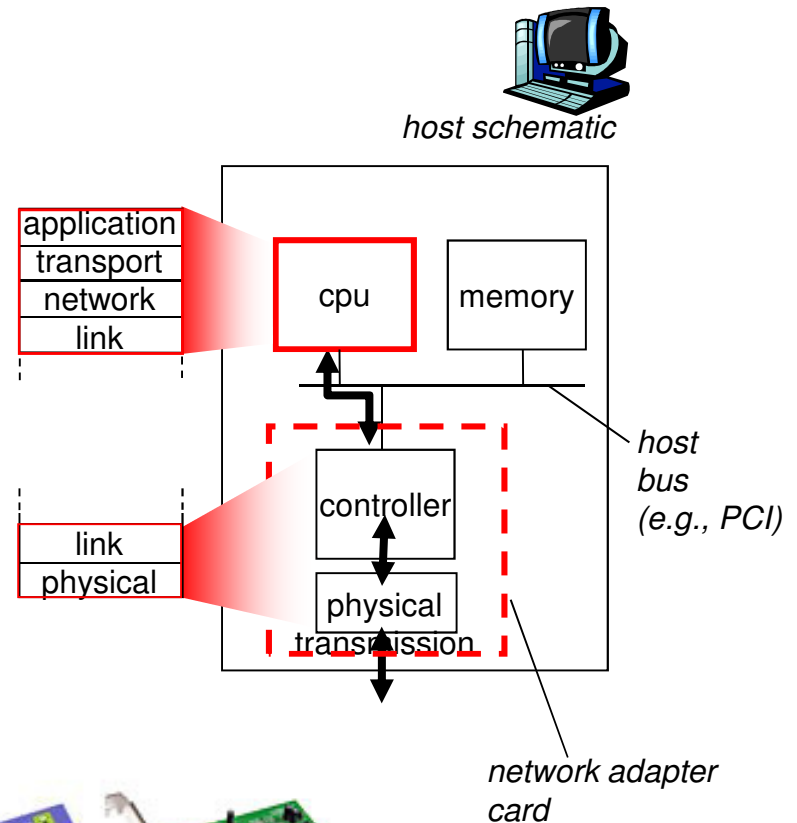 host schematic
application
transport
network
link
cpu
memory
host
bus
(e.g., PCI)
controller
link
physical
physical
transmission
network adapter
card